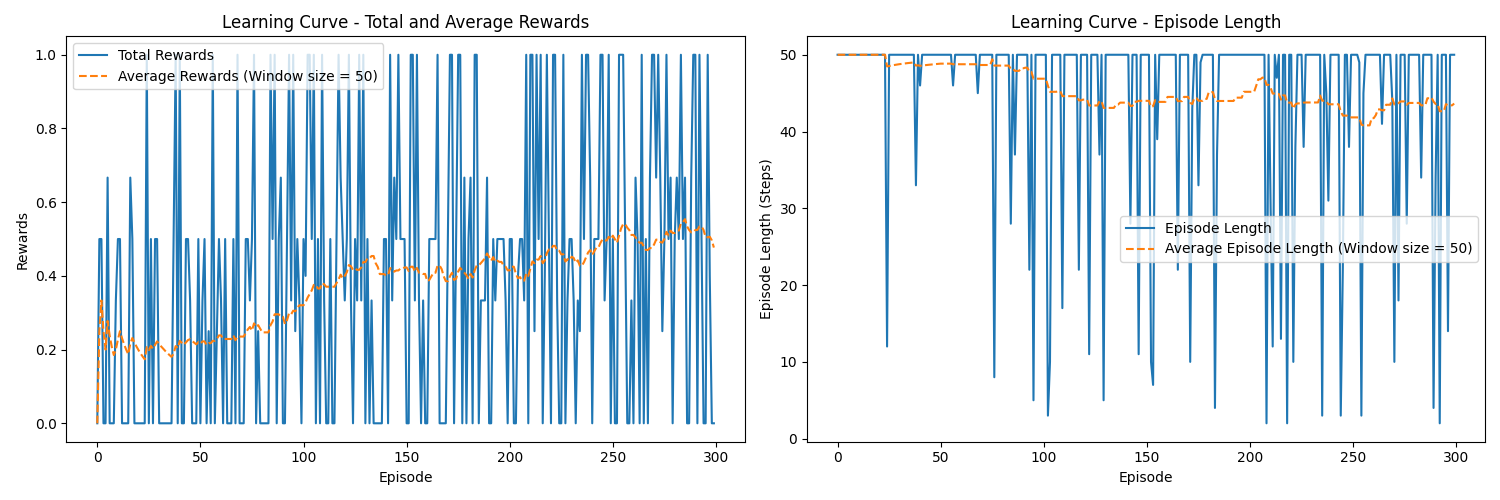 Learning Curve - Total and Average Rewards
Total Rewards
Average Rewards (Window size = 50)
1.0
0.8
0.6
0.4
0.2
0.0
Rewards
0 50 100 150 200 250 300
Episode
Learning Curve - Episode Length
50
40
30
20
10
0
Episode Length (Steps)
Episode Length
Average Episode Length (Window size = 50)
0 50 100 150 200 250 300
Episode